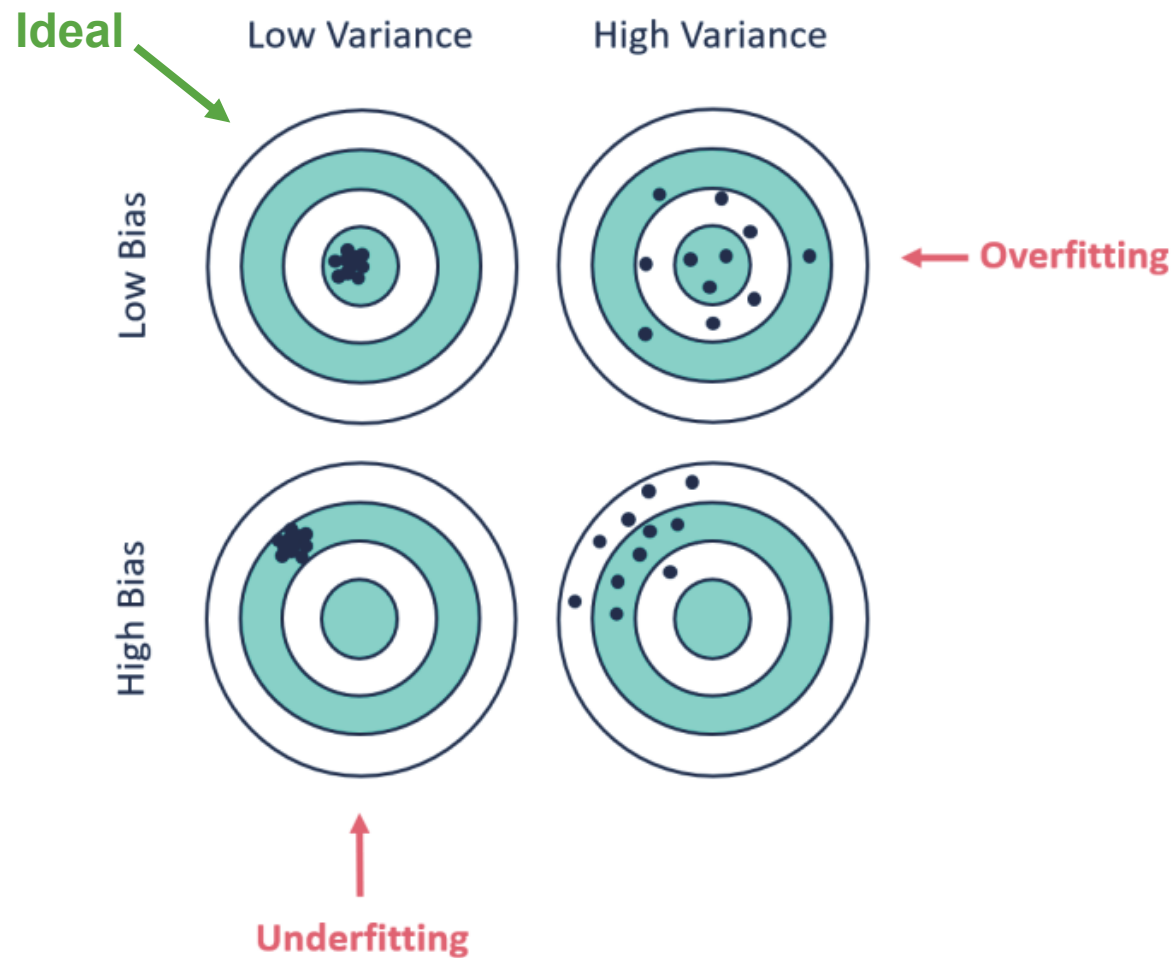 Ideal
Low Variance
High Variance
Low Bias
Overfitting
High Bias
Underfitting